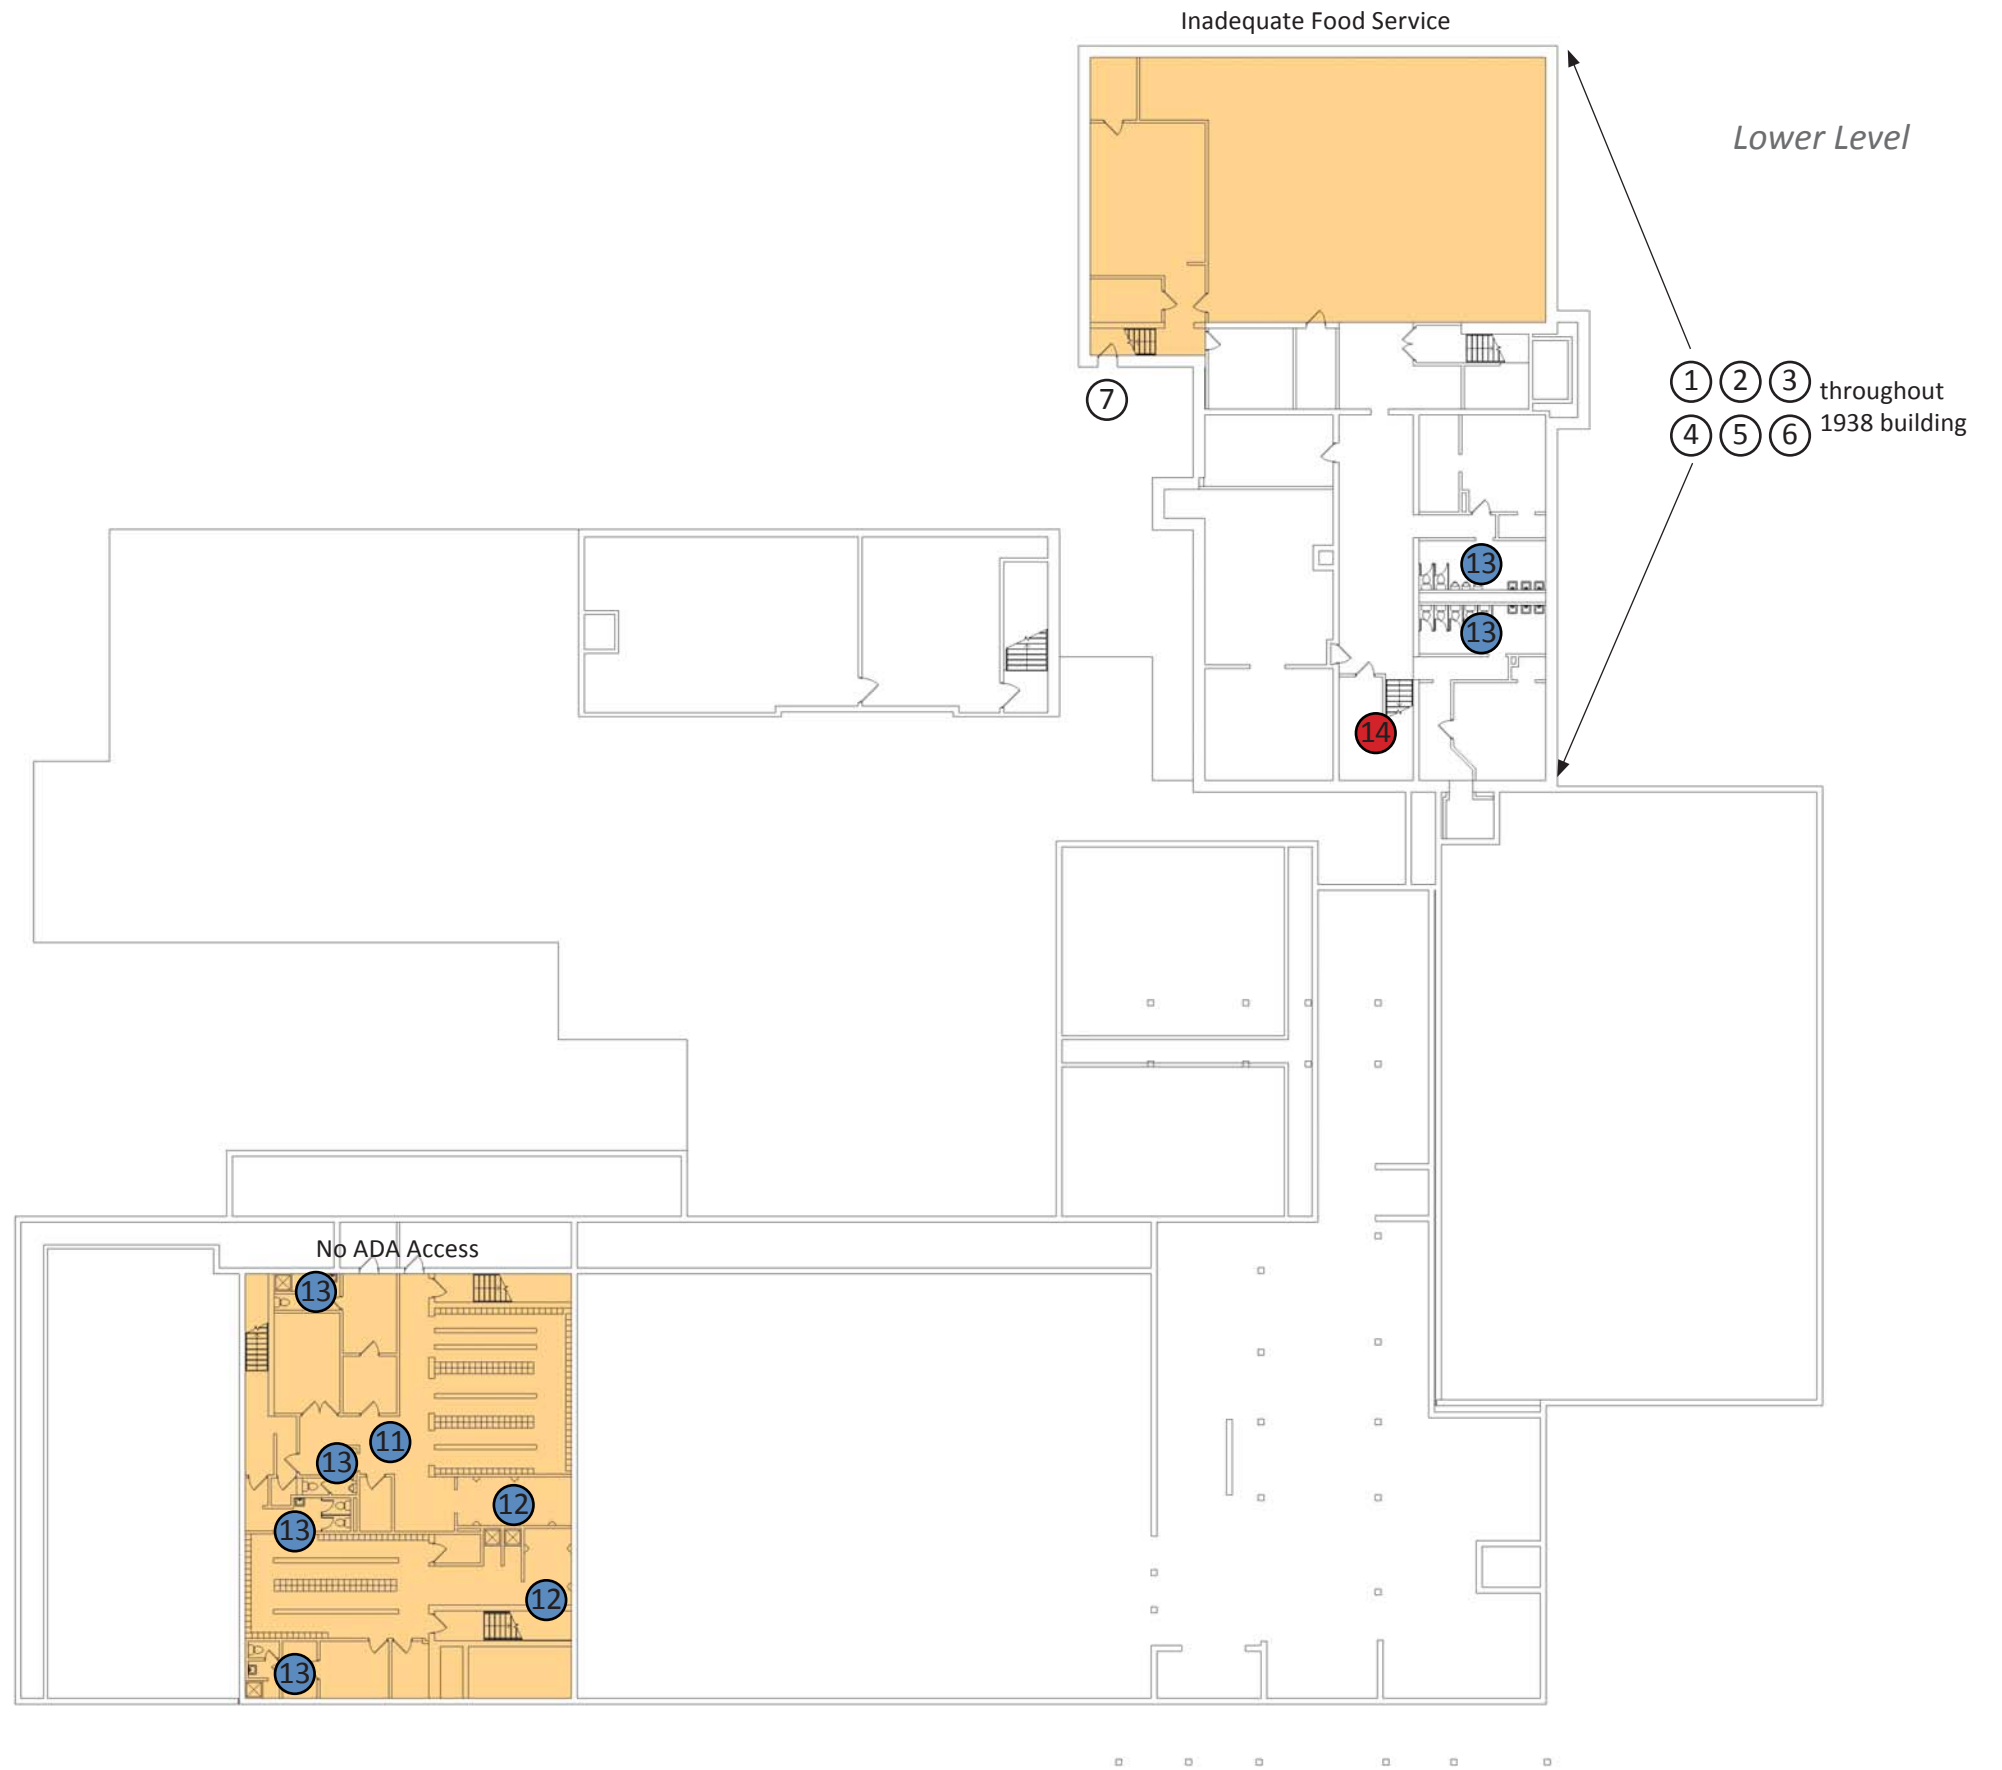 Inadequate Food Service
Lower Level
1 2 3 throughout
4 5 6 1938 building
7
13
13
14
No ADA Access
13
11
13
12
13
12
13